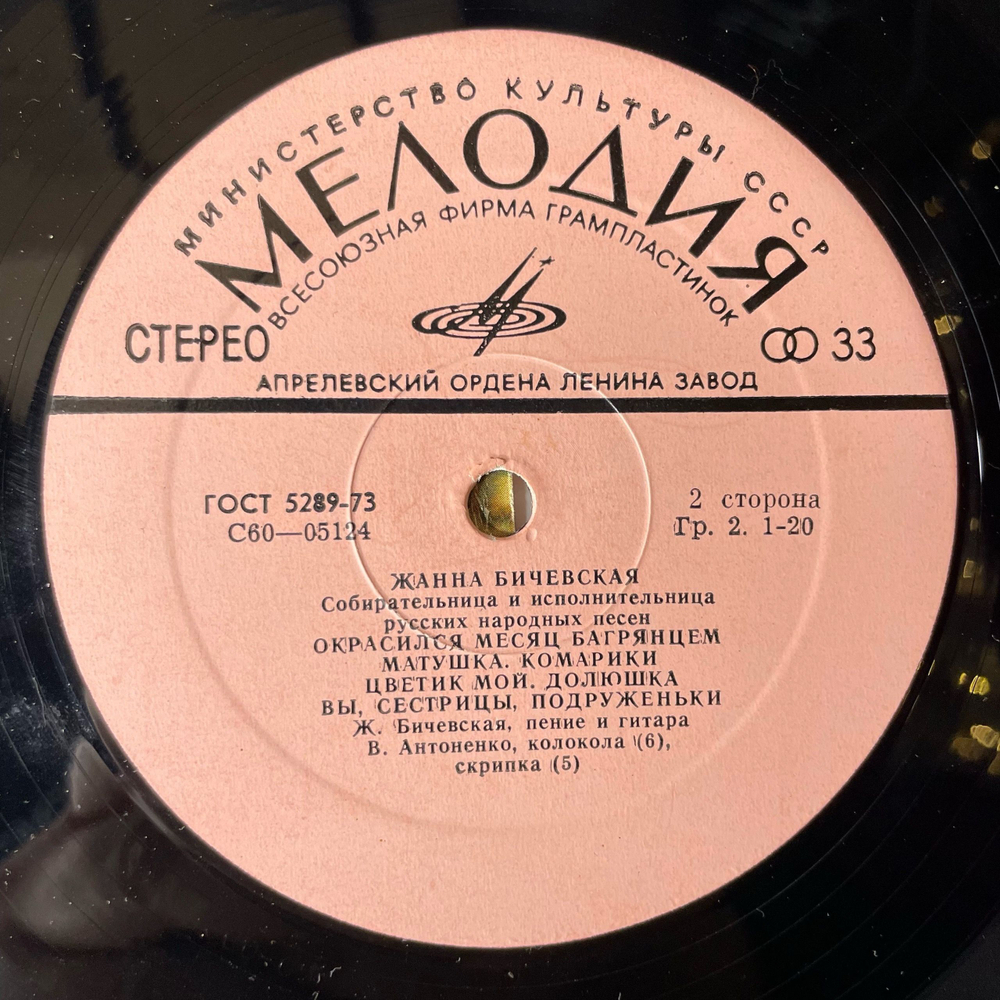 МИНИСТЕРСТВО КУЛЬТУРЫ СССР
МЕЛОДИЯ
ВСЕСОЮЗНАЯ ФИРМА ГРАМПЛАСТИНОК
СТЕРЕО
33
АПРЕЛЕВСКИЙ ОРДЕНА ЛЕНИНА ЗАВОД
ГОСТ 5289-73
С60—05124
2 сторона
Гр. 2. 1-20
ЖАННА БИЧЕВСКАЯ
Собирательница и исполнительница
русских народных песен
ОКРАСИЛСЯ МЕСЯЦ БАГРЯНЦЕМ
МАТУШКА. КОМАРИКИ
ЦВЕТИК МОЙ. ДОЛЮШКА
ВЫ, СЕСТРИЦЫ, ПОДРУЖЕНЬКИ
Ж. Бичевская, пение и гитара
В. Антоненко, колокола (6),
скрипка (5)